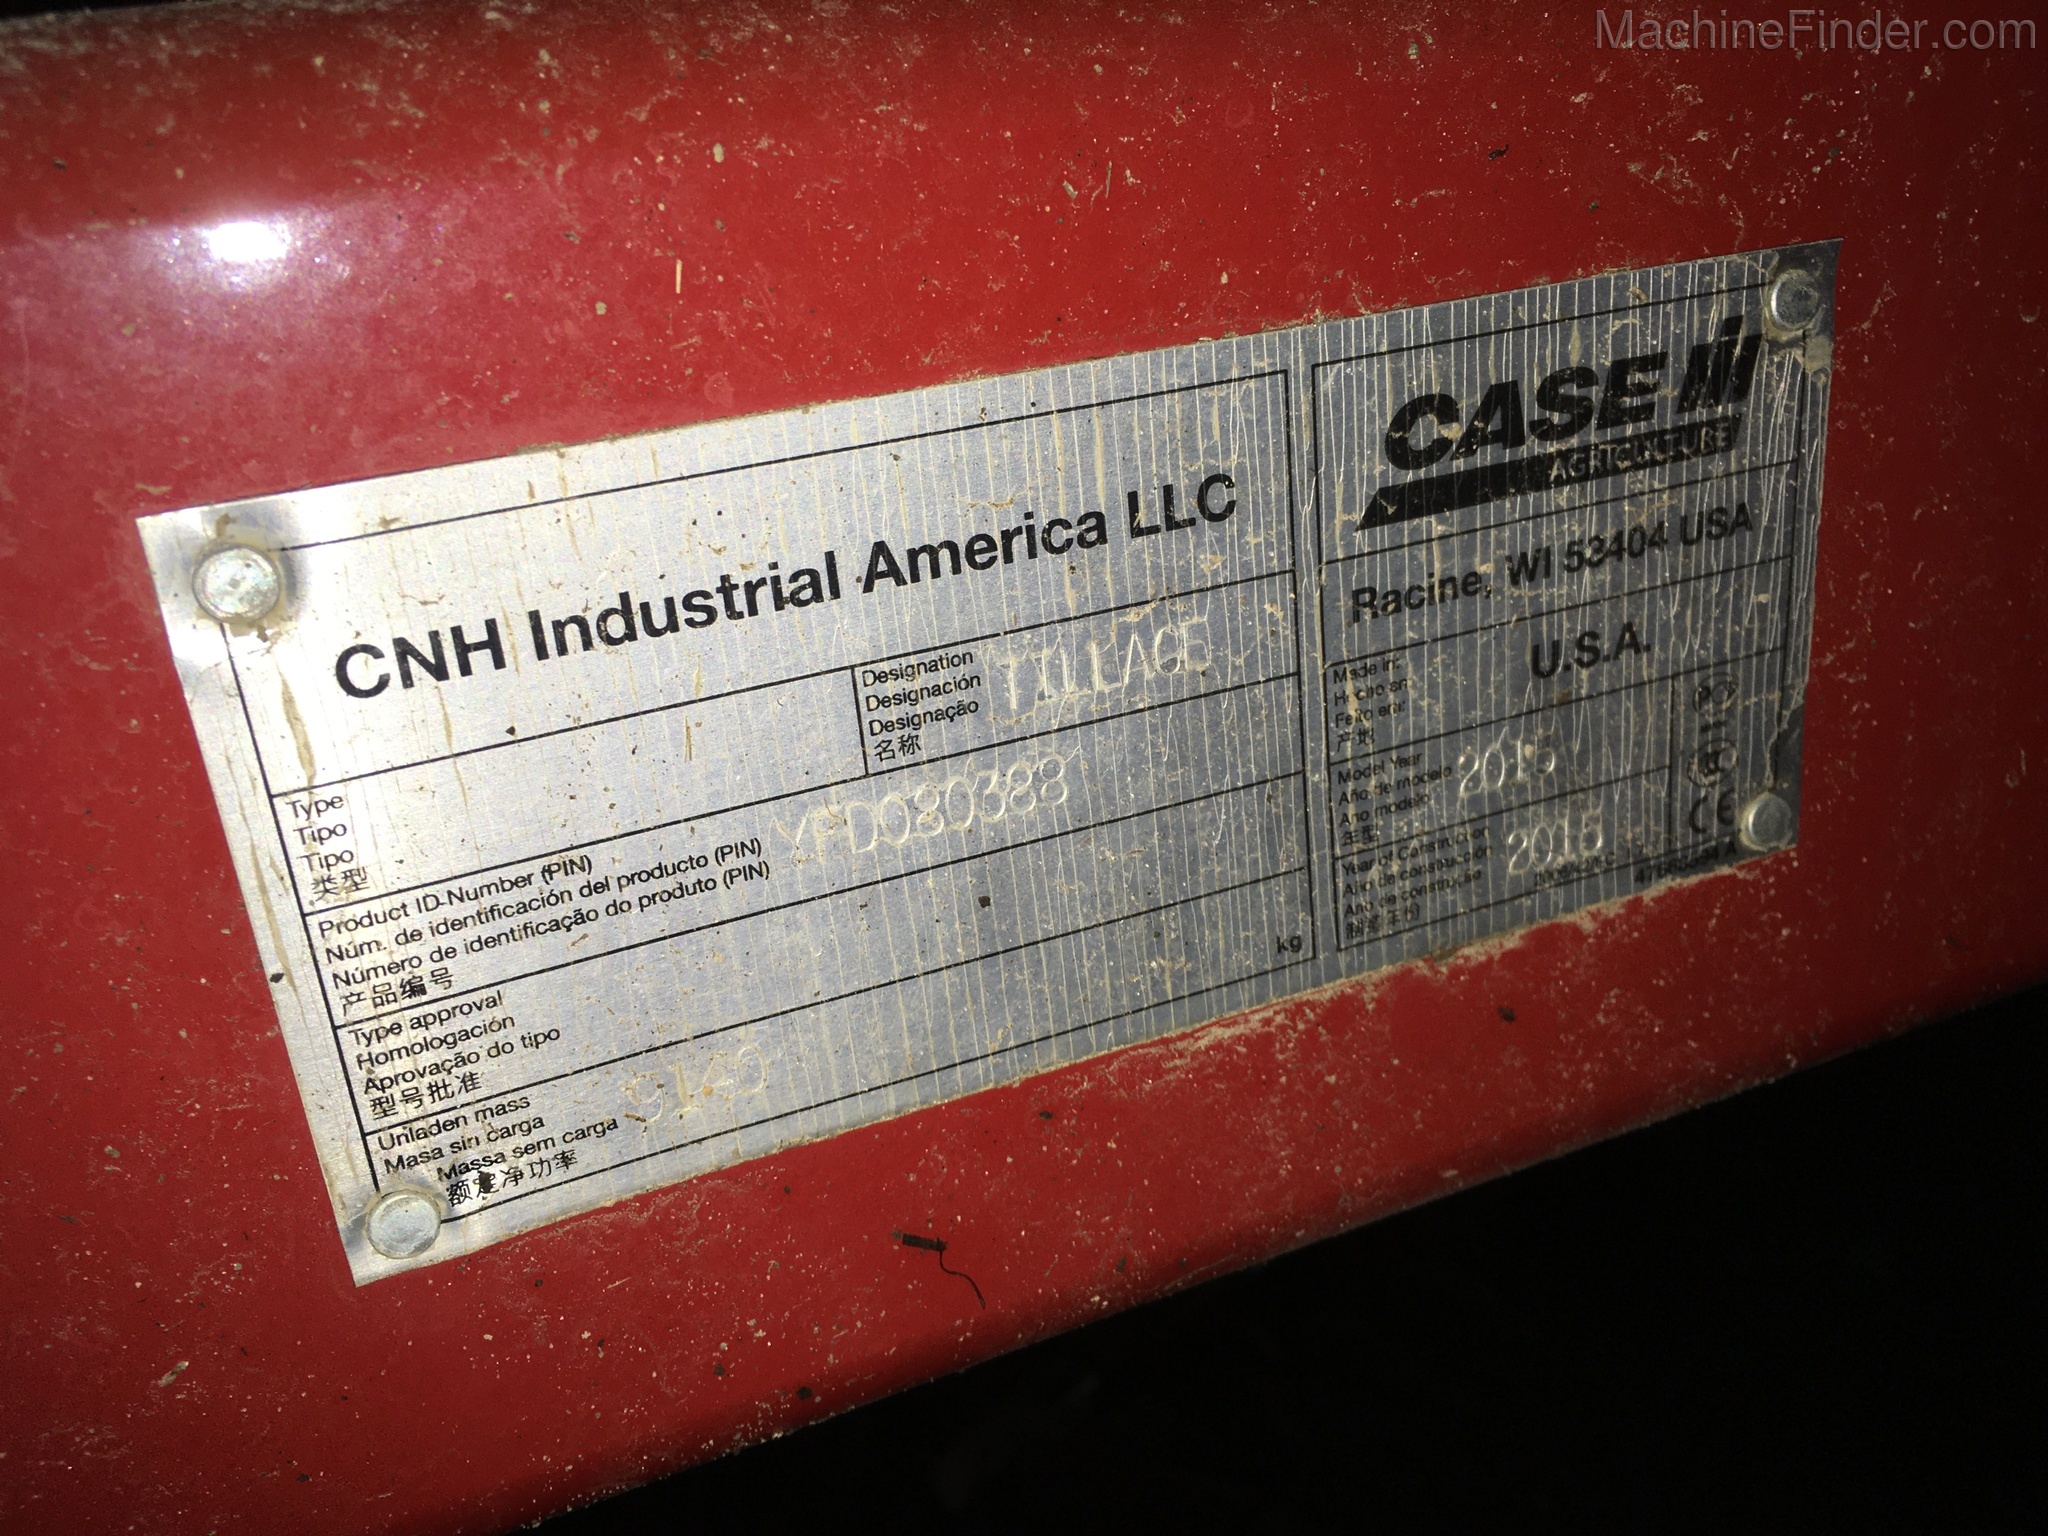 MachineFinder.com
CASE IH
AGRICULTURE
CNH Industrial America LLC
Racine, WI 53404 USA
Designation
Designación
Designação
名称
TILLAGE
Made in:
Hecho en:
Feito em:
产地
U.S.A.
Type
Tipo
Tipo
类型
Model Year
Año de modelo
Ano modelo
年型
2015
Product ID-Number (PIN)
Núm. de identificación del producto (PIN)
Número de identificação do produto (PIN)
产品编号
YFD080388
Year of Construction
Año de construcción
Ano de construção
制造年份
2015
CE
Type approval
Homologación
Aprovação do tipo
型号批准
Unladen mass
Masa sin carga
Massa sem carga
额定净功率
kg